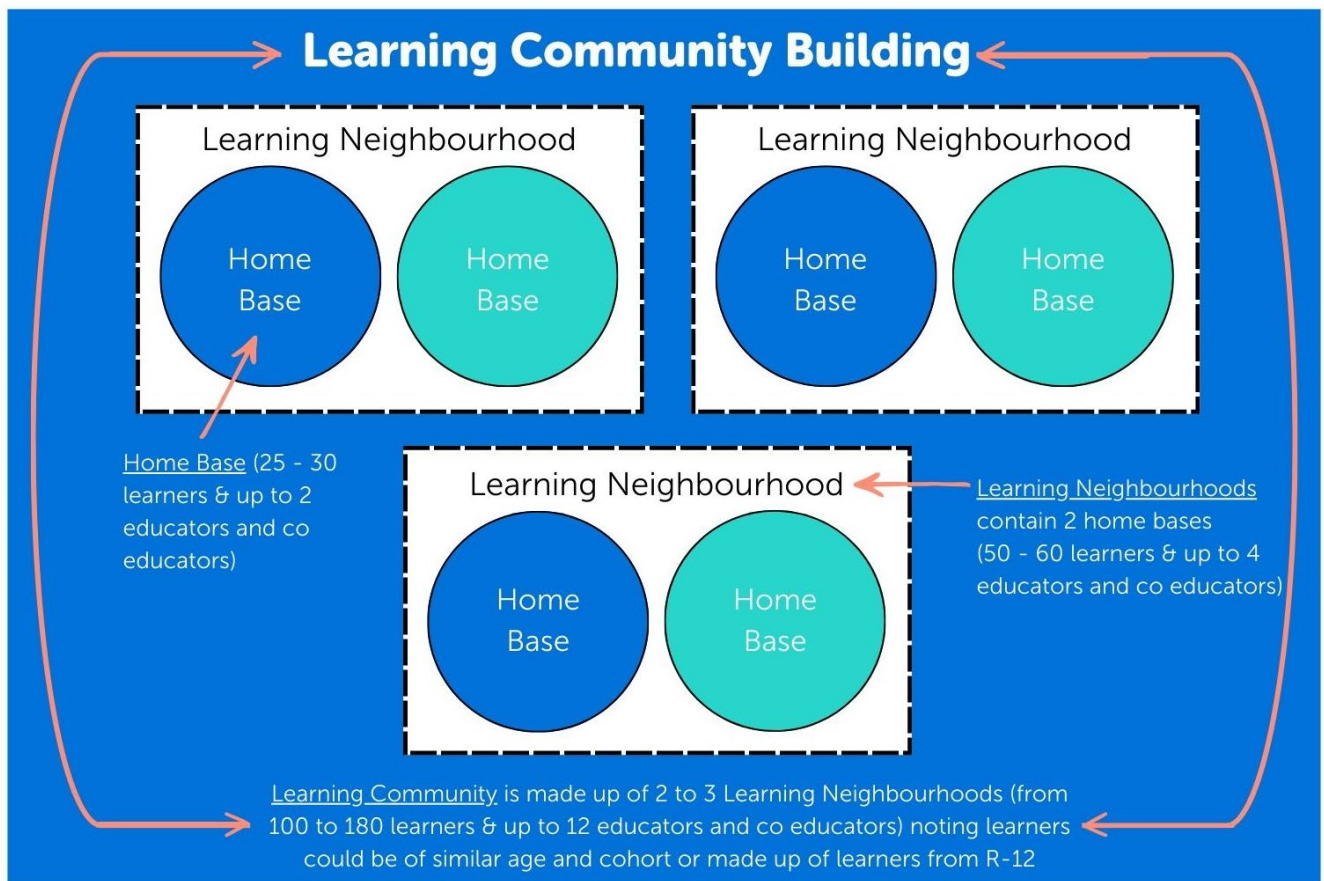 Learning Community Building
Learning Neighbourhood
Home
Base
Home
Base
Learning Neighbourhood
Home
Base
Home
Base
Home Base (25 - 30
learners & up to 2
educators and co
educators)
Learning Neighbourhood
Home
Base
Home
Base
Learning Neighbourhoods
contain 2 home bases
(50 - 60 learners & up to 4
educators and co educators)
Learning Community is made up of 2 to 3 Learning Neighbourhoods (from
100 to 180 learners & up to 12 educators and co educators) noting learners
could be of similar age and cohort or made up of learners from R-12